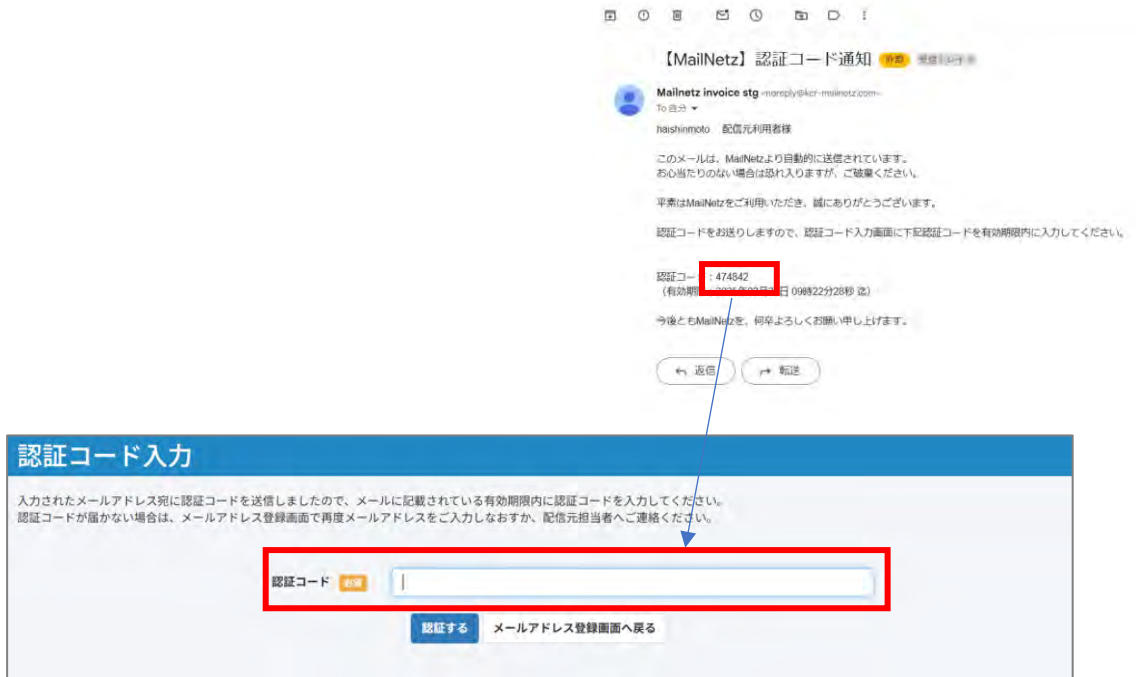 【MailNetz】認証コード通知 外部
Mailnetz invoice stg
To 自分
haishinmoto 配信元利用者様
このメールは、MailNetzより自動的に送信されています。
お心当たりのない場合は恐れ入りますが、ご破棄ください。
平素はMailNetzをご利用いただき、誠にありがとうございます。
認証コードをお送りしますので、認証コード入力画面に下記認証コードを有効期限内に入力してください。
認証コー : 474842
(有効期 日 09時22分28秒 迄)
今後ともMailNetzを、何卒よろしくお願い申し上げます。
返信 転送
認証コード入力
入力されたメールアドレス宛に認証コードを送信しましたので、メールに記載されている有効期限内に認証コードを入力してください。
認証コードが届かない場合は、メールアドレス登録画面で再度メールアドレスをご入力しなおすか、配信元担当者へご連絡ください。
認証コード 必須
認証する メールアドレス登録画面へ戻る